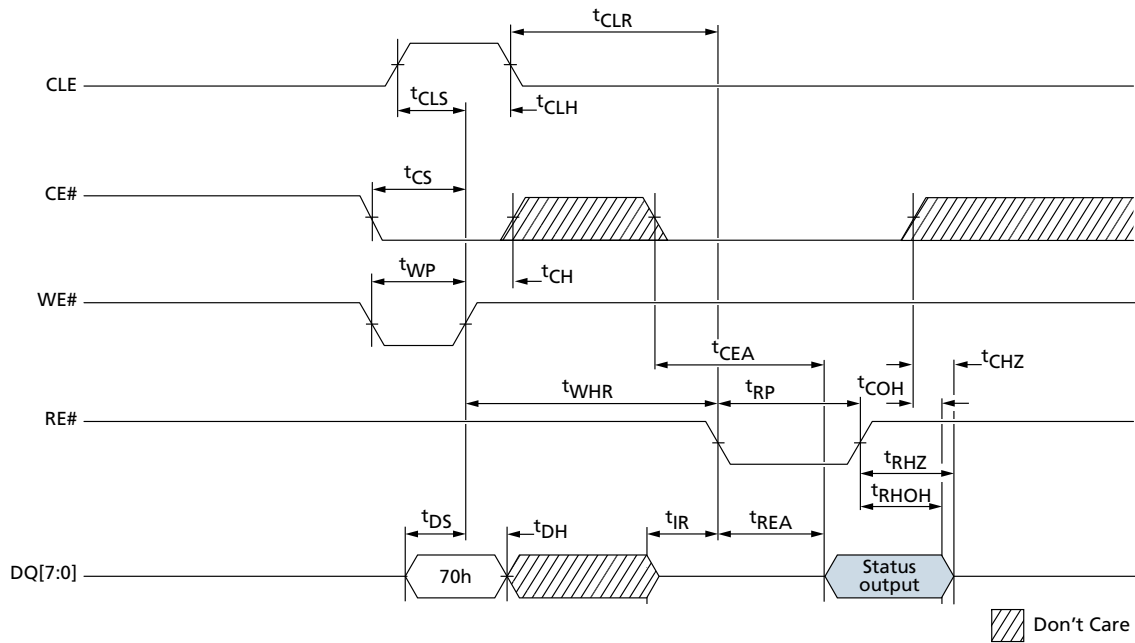 tCLR
CLE
tCLS
tCLH
tCS
CE#
tWP
tCH
WE#
tCEA
tCHZ
tWHR
tRP
tCOH
RE#
tRHZ
tRHOH
tDS
tDH
tIR
tREA
DQ[7:0]
70h
Status
output
Don't Care